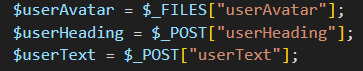 $userAvatar = $_FILES["userAvatar"];
$userHeading = $_POST["userHeading"];
$userText = $_POST["userText"];